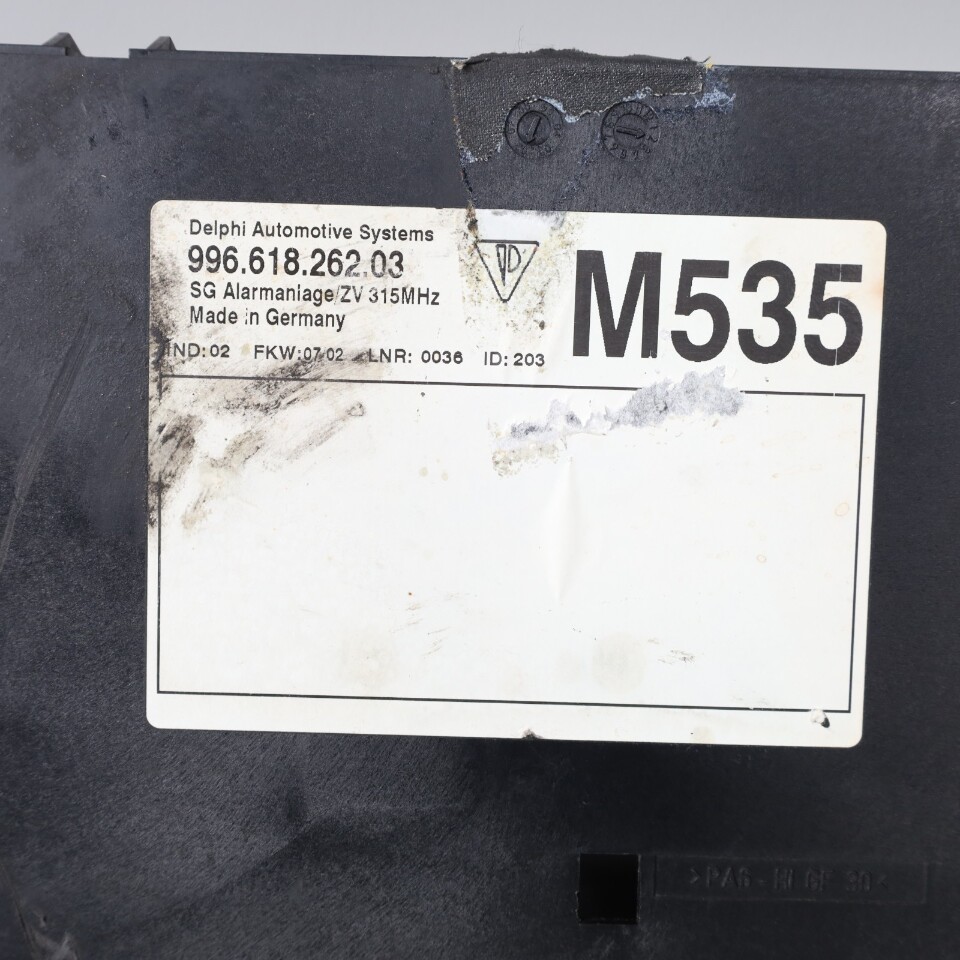 Delphi Automotive Systems
996.618.262.03
SG Alarmanlage/ZV 315MHz
Made in Germany
IND:02 FKW:07/02 LNR: 0036 ID:203
M535